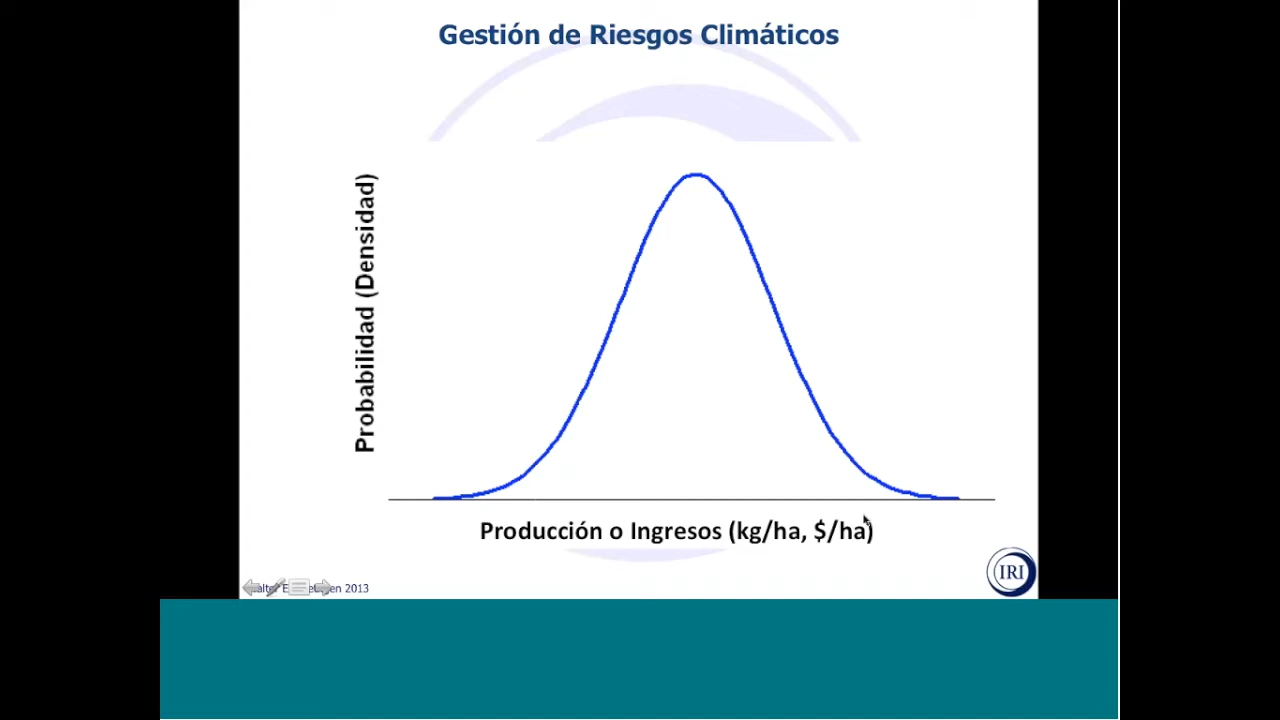 Gestión de Riesgos Climáticos
Probabilidad (Densidad)
Producción o Ingresos (kg/ha, $/ha)
IRI
2013